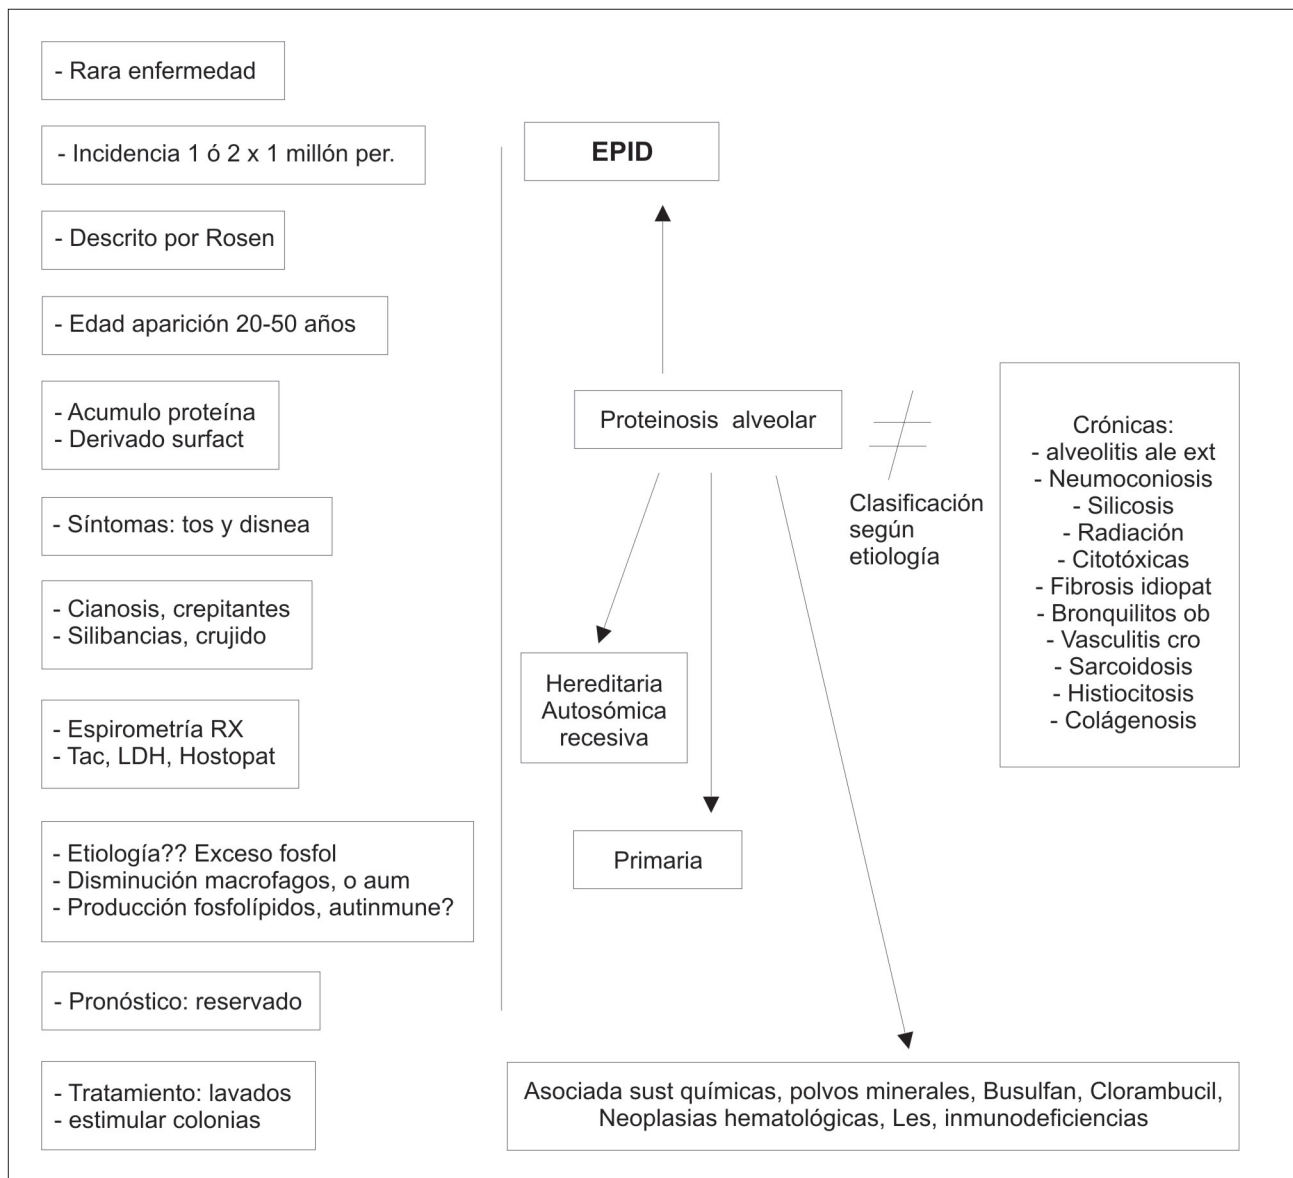 - Rara enfermedad
- Incidencia 1 ó 2 x 1 millón per.
- Descrito por Rosen
- Edad aparición 20-50 años
- Acumulo proteína
- Derivado surfact
- Síntomas: tos y disnea
- Cianosis, crepitantes
- Silibancias, crujido
- Espirometría RX
- Tac, LDH, Hostopat
- Etiología?? Exceso fosfol
- Disminución macrofagos, o aum
- Producción fosfolípidos, autinmune?
- Pronóstico: reservado
- Tratamiento: lavados
- estimular colonias
EPID
Proteinosis alveolar
Clasificación
según
etiología
Crónicas:
- alveolitis ale ext
- Neumoconiosis
- Silicosis
- Radiación
- Citotóxicas
- Fibrosis idiopat
- Bronquilitos ob
- Vasculitis cro
- Sarcoidosis
- Histiocitosis
- Colágenosis
Hereditaria
Autosómica
recesiva
Primaria
Asociada sust químicas, polvos minerales, Busulfan, Clorambucil,
Neoplasias hematológicas, Les, inmunodeficiencias